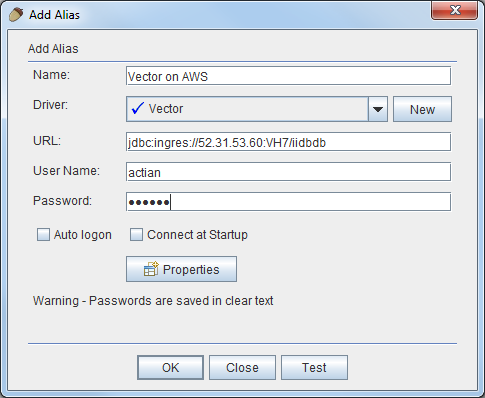 Add Alias
Add Alias
Name: Vector on AWS
Driver: Vector New
URL: jdbc:ingres://52.31.53.60:VH7/iidbdb
User Name: actian
Password: ●●●●●●
Auto logon Connect at Startup
Properties
Warning - Passwords are saved in clear text
OK Close Test